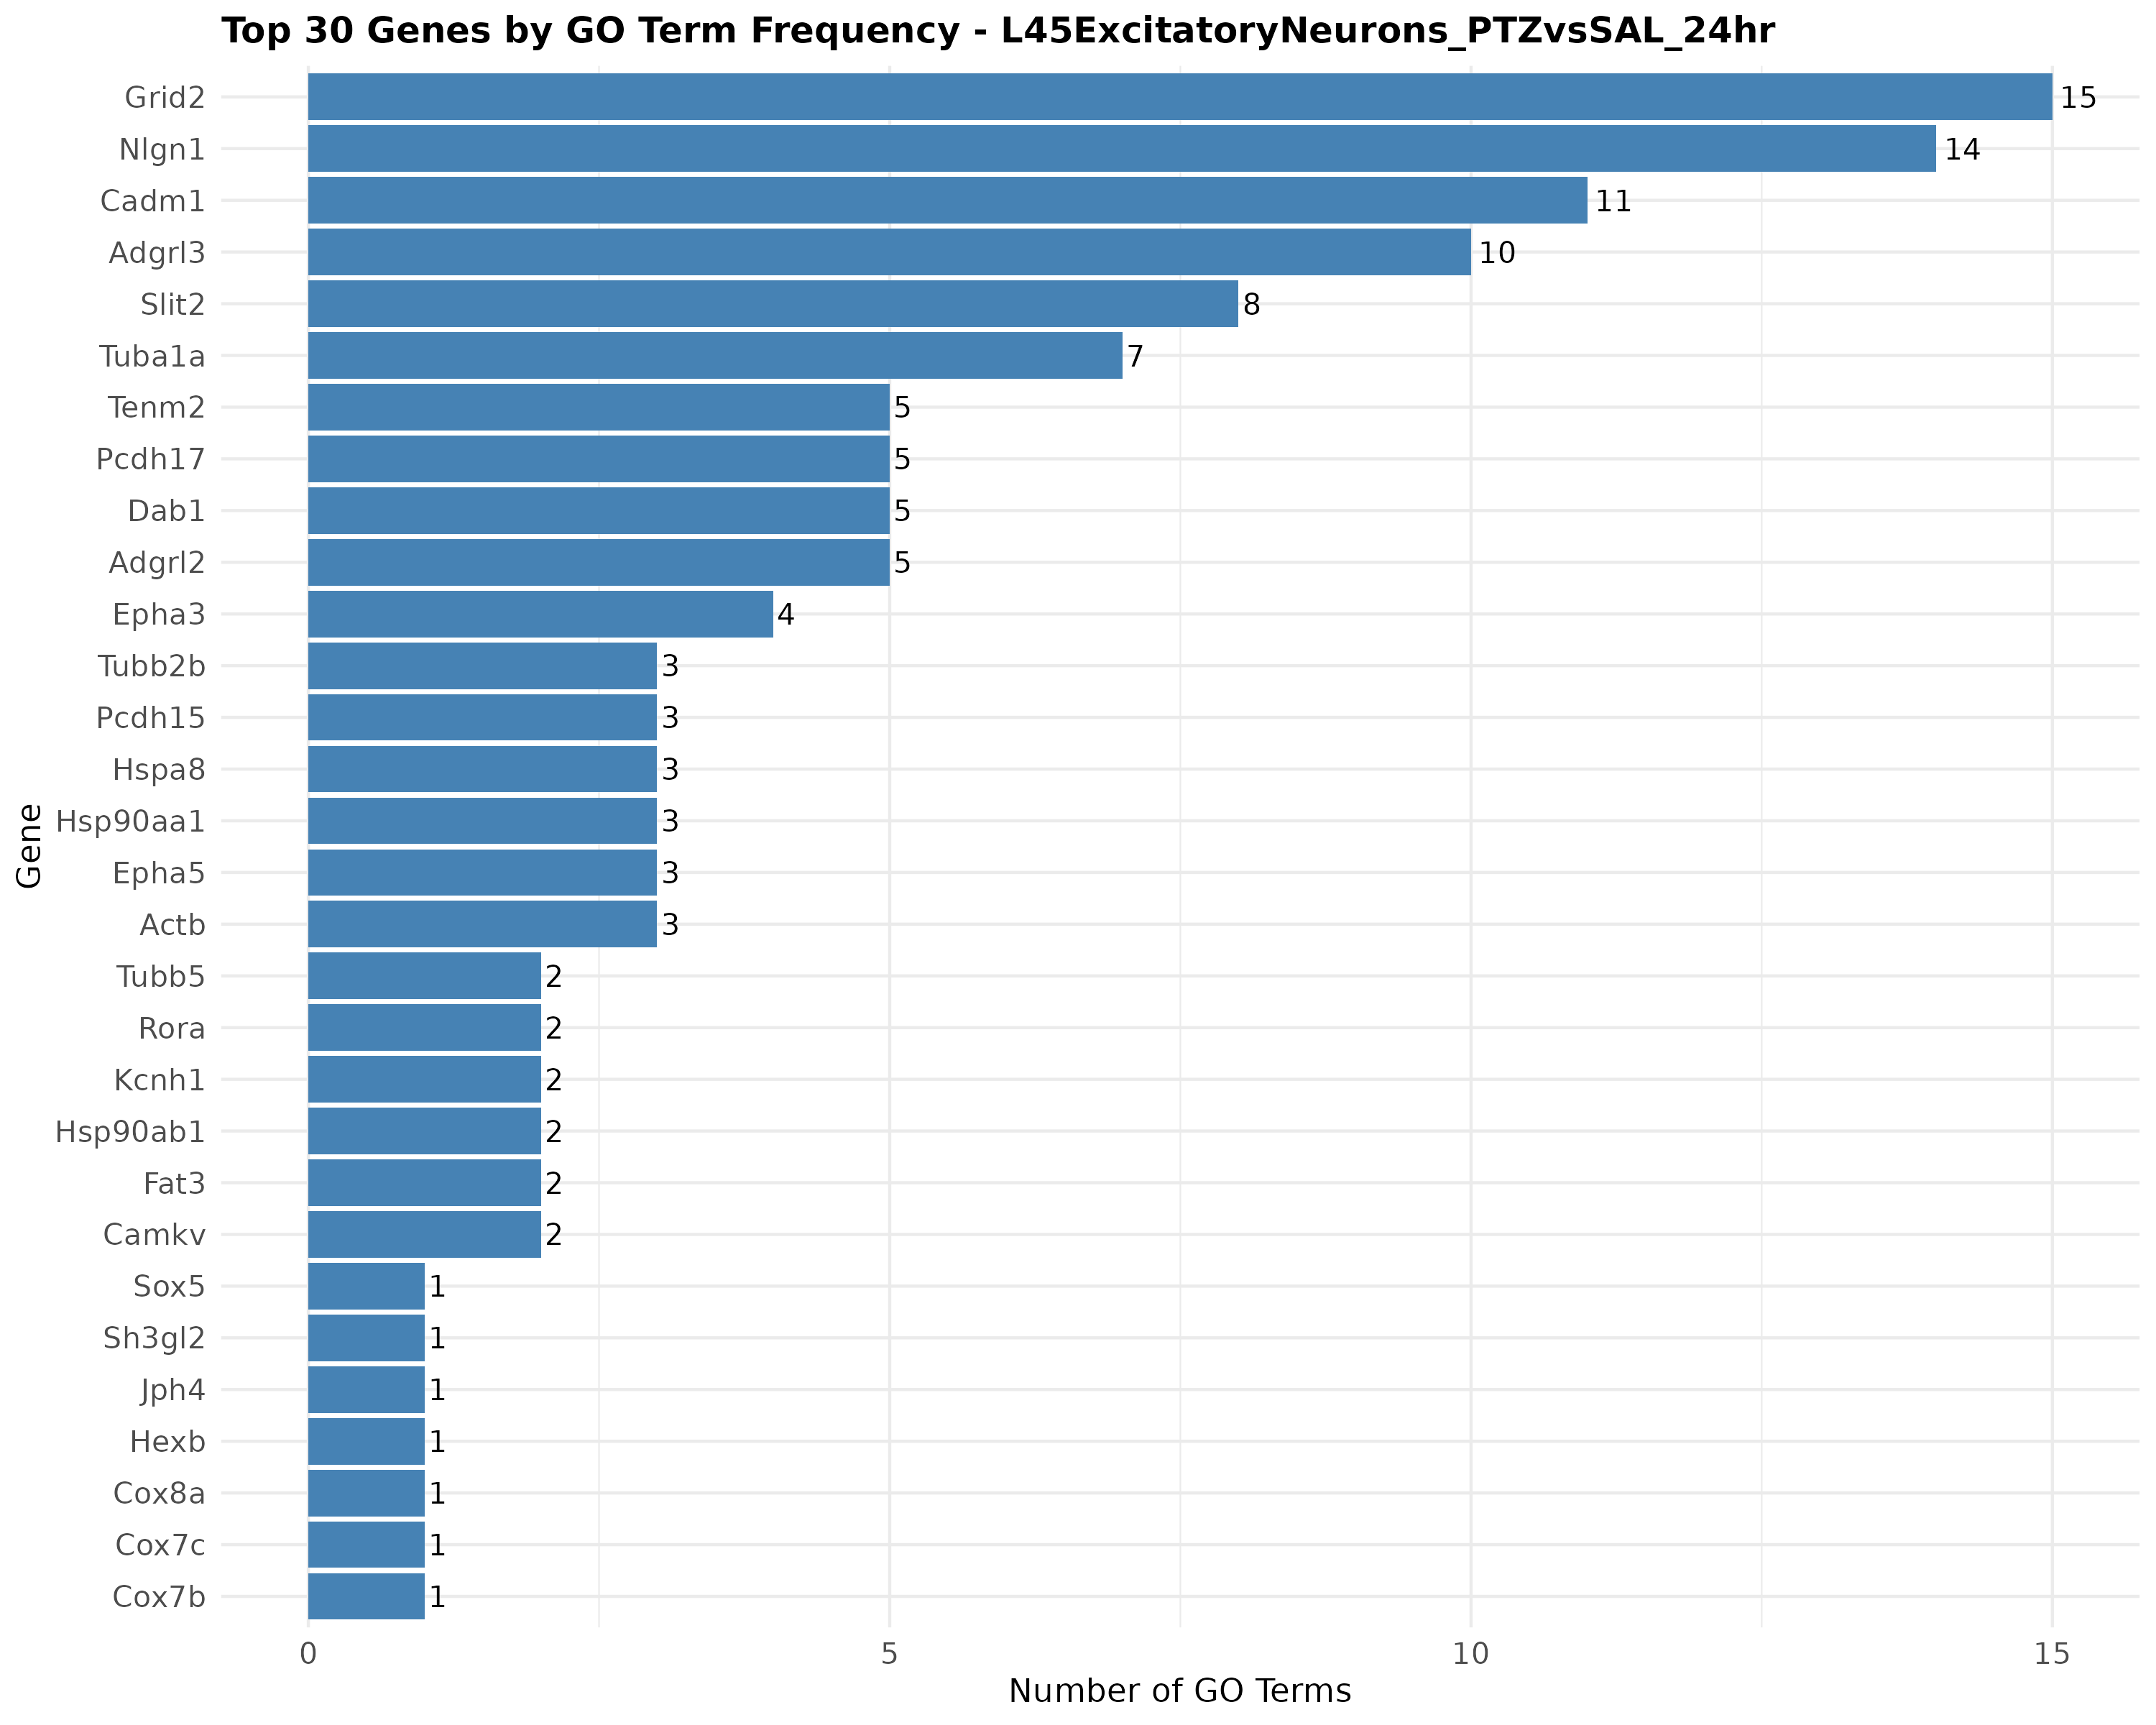 Top 30 Genes by GO Term Frequency - L45ExcitatoryNeurons_PTZvsSAL_24hr
Grid2 15
Nlgn1 14
Cadm1 11
Adgrl3 10
Slit2 8
Tuba1a 7
Tenm2 5
Pcdh17 5
Dab1 5
Adgrl2 5
Epha3 4
Tubb2b 3
Pcdh15 3
Hspa8 3
Hsp90aa1 3
Epha5 3
Actb 3
Tubb5 2
Rora 2
Kcnh1 2
Hsp90ab1 2
Fat3 2
Camkv 2
Sox5 1
Sh3gl2 1
Jph4 1
Hexb 1
Cox8a 1
Cox7c 1
Cox7b 1
Gene
0 5 10 15
Number of GO Terms